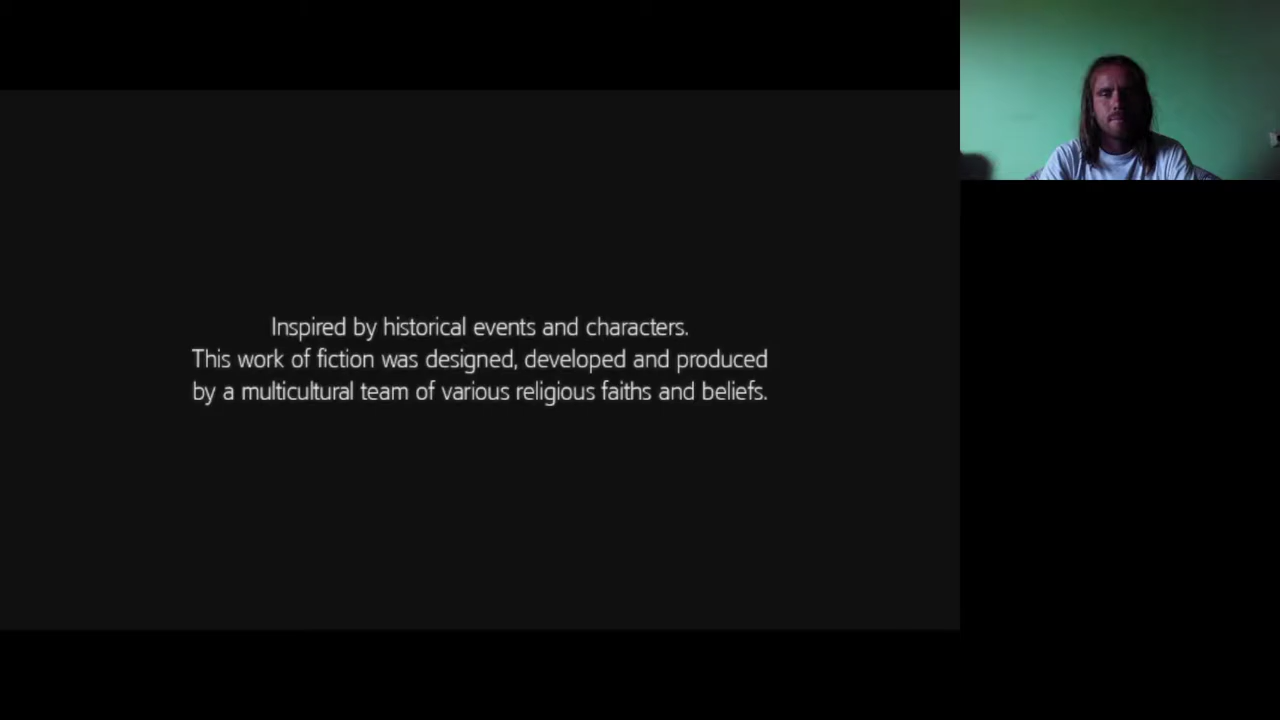 Inspired by historical events and characters.
This work of fiction was designed, developed and produced
by a multicultural team of various religious faiths and beliefs.